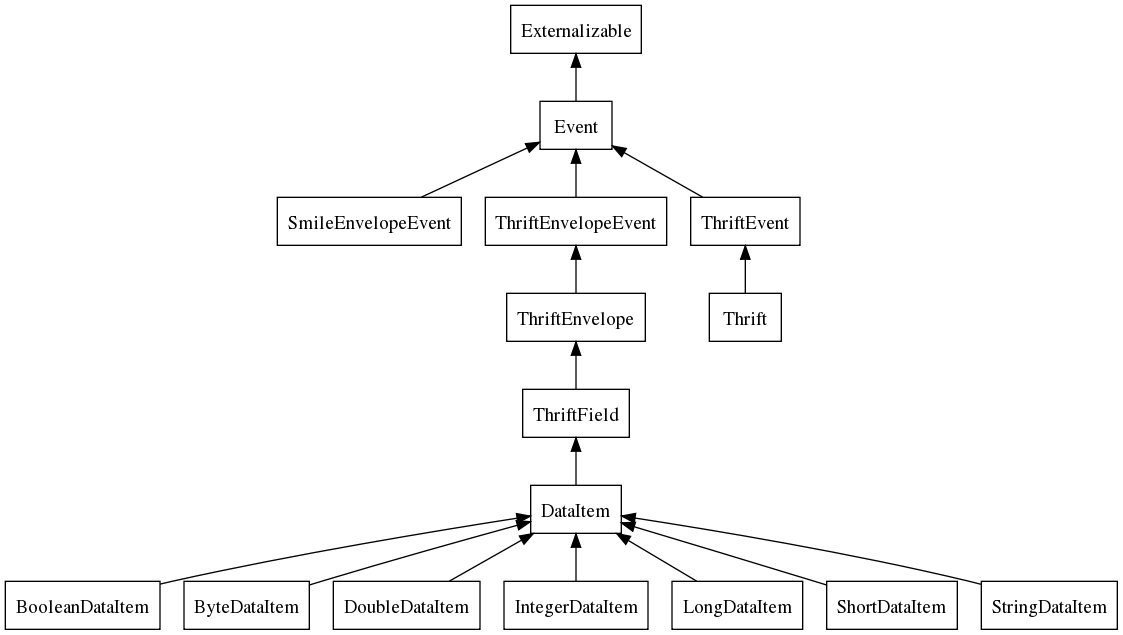 Externalizable
Event
SmileEnvelopeEvent
ThriftEnvelopeEvent
ThriftEvent
ThriftEnvelope
Thrift
ThriftField
DataItem
BooleanDataItem
ByteDataItem
DoubleDataItem
IntegerDataItem
LongDataItem
ShortDataItem
StringDataItem